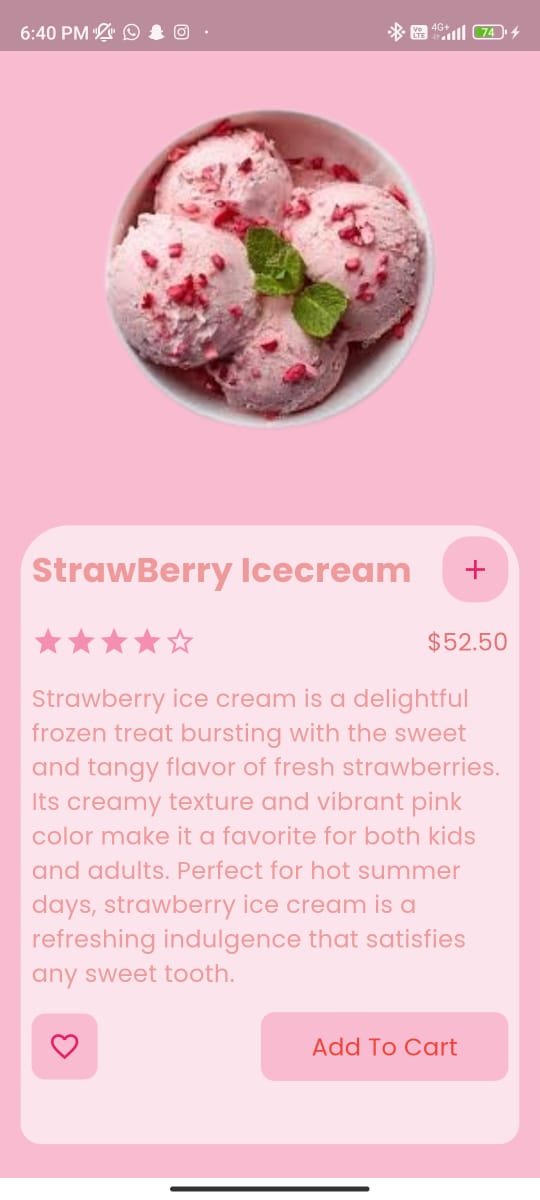 6:40 PM
Vo LTE 4G+ 74
StrawBerry Icecream
+
$52.50
Strawberry ice cream is a delightful
frozen treat bursting with the sweet
and tangy flavor of fresh strawberries.
Its creamy texture and vibrant pink
color make it a favorite for both kids
and adults. Perfect for hot summer
days, strawberry ice cream is a
refreshing indulgence that satisfies
any sweet tooth.
Add To Cart